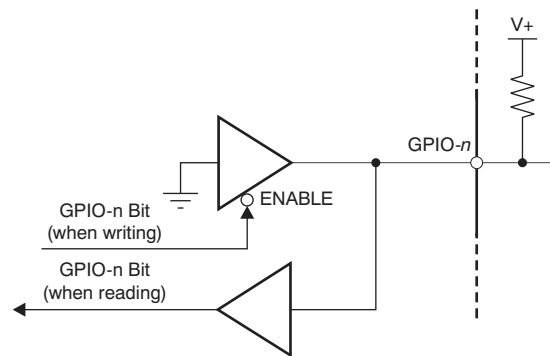 V+
GPIO-n
ENABLE
GPIO-n Bit
(when writing)
GPIO-n Bit
(when reading)